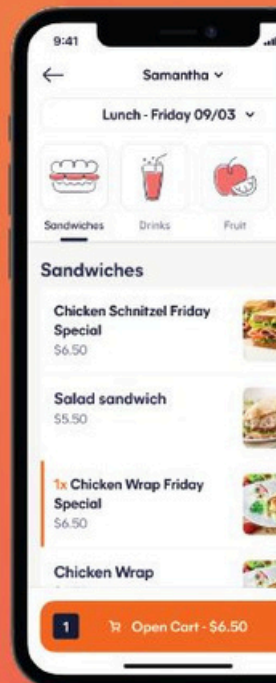 9:41
Samantha
Lunch - Friday 09/03
Sandwiches Drinks Fruit
Sandwiches
Chicken Schnitzel Friday
Special
$6.50
Salad sandwich
$5.50
1x Chicken Wrap Friday
Special
$6.50
Chicken Wrap
1 Open Cart - $6.50